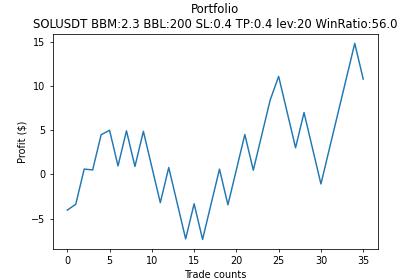 Portfolio
SOLUSDT BBM:2.3 BBL:200 SL:0.4 TP:0.4 lev:20 WinRatio:56.0
15
10
5
0
−5
Profit ($)
0 5 10 15 20 25 30 35
Trade counts